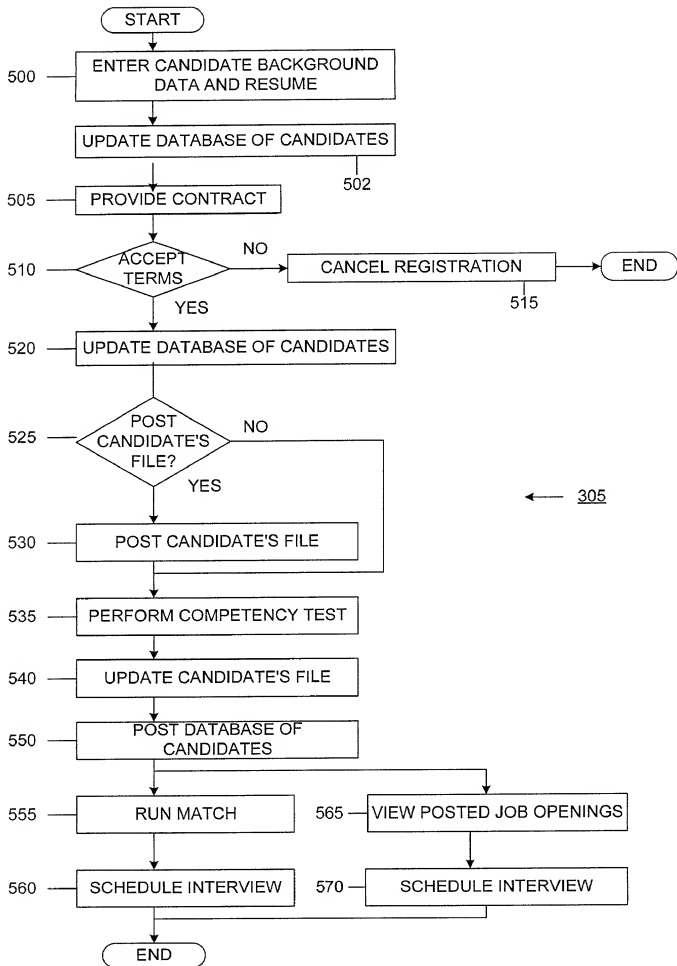 START
500
ENTER CANDIDATE BACKGROUND
DATA AND RESUME
UPDATE DATABASE OF CANDIDATES
502
505
PROVIDE CONTRACT
510
ACCEPT
TERMS
NO
CANCEL REGISTRATION
END
515
YES
520
UPDATE DATABASE OF CANDIDATES
525
POST
CANDIDATE'S
FILE?
NO
YES
305
530
POST CANDIDATE'S FILE
535
PERFORM COMPETENCY TEST
540
UPDATE CANDIDATE'S FILE
550
POST DATABASE OF
CANDIDATES
555
RUN MATCH
565
VIEW POSTED JOB OPENINGS
560
SCHEDULE INTERVIEW
570
SCHEDULE INTERVIEW
END